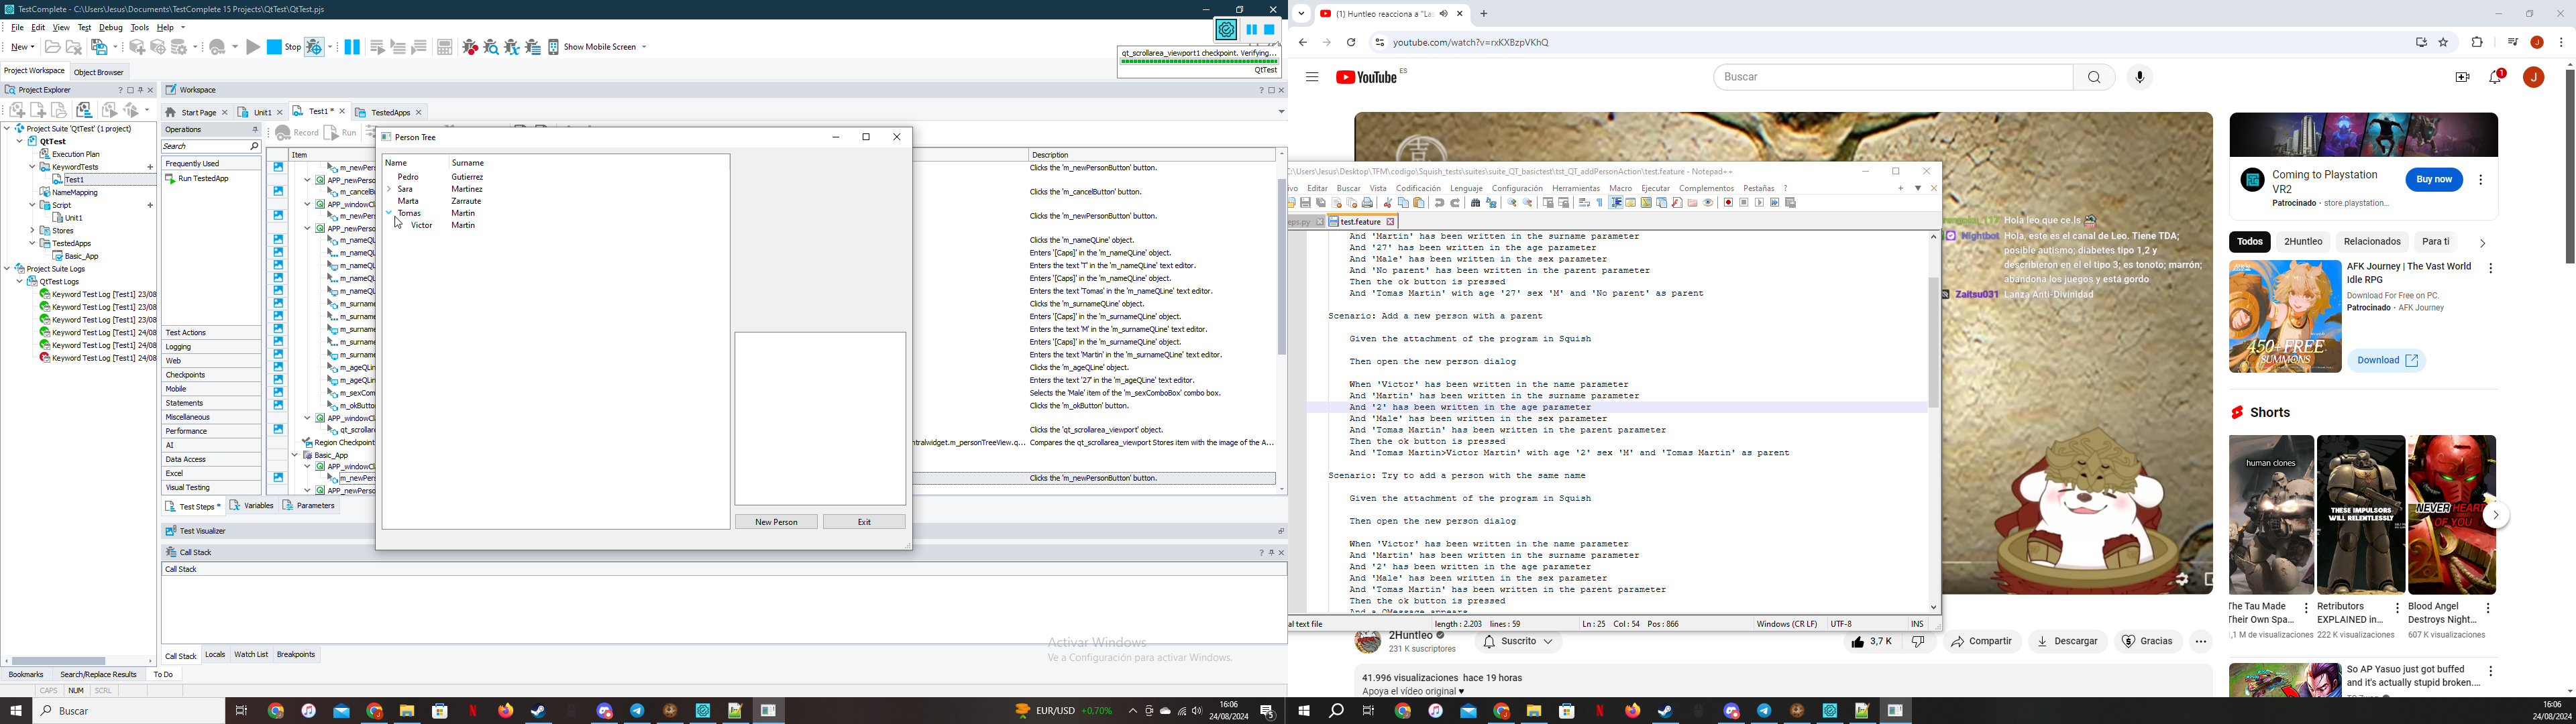 TestComplete - C:\Users\Jesus\Documents\TestComplete 15 Projects\QtTest\QtTest.pjs
File Edit View Test Debug Tools Help
New
Stop
Show Mobile Screen
qt_scrollarea_viewport1 checkpoint. Verifying...
QtTest
Project Workspace Object Browser
Project Explorer
Project Suite 'QtTest' (1 project)
QtTest
Execution Plan
KeywordTests
Test1
NameMapping
Script
Unit1
Stores
TestedApps
Basic_App
Project Suite Logs
QtTest Logs
Keyword Test Log [Test1] 23/08
Keyword Test Log [Test1] 23/08
Keyword Test Log [Test1] 23/08
Keyword Test Log [Test1] 24/08
Keyword Test Log [Test1] 24/08
Keyword Test Log [Test1] 24/08
Workspace
Start Page
Unit1
Test1 *
TestedApps
Operations
Search
Frequently Used
Run TestedApp
Test Actions
Logging
Web
Checkpoints
Mobile
Statements
Miscellaneous
Performance
AI
Data Access
Excel
Visual Testing
Record Run
Item
Description
m_newPers
Clicks the 'm_newPersonButton' button.
APP_newPerso
m_cancelB
Clicks the 'm_cancelButton' button.
APP_windowCla
m_newPers
Clicks the 'm_newPersonButton' button.
APP_newPerso
m_nameQL
Clicks the 'm_nameQLine' object.
m_nameQL
Enters '[Caps]' in the 'm_nameQLine' object.
m_nameQL
Enters the text 'T' in the 'm_nameQLine' text editor.
m_nameQL
Enters '[Caps]' in the 'm_nameQLine' object.
m_nameQL
Enters the text 'Tomas' in the 'm_nameQLine' text editor.
m_surname
Clicks the 'm_surnameQLine' object.
m_surname
Enters '[Caps]' in the 'm_surnameQLine' object.
m_surname
Enters the text 'M' in the 'm_surnameQLine' text editor.
m_surname
Enters '[Caps]' in the 'm_surnameQLine' object.
m_surname
Enters the text 'Martin' in the 'm_surnameQLine' text editor.
m_ageQLin
Clicks the 'm_ageQLine' object.
m_ageQLin
Enters the text '27' in the 'm_ageQLine' text editor.
m_sexCom
Selects the 'Male' item of the 'm_sexComboBox' combo box.
m_okButto
Clicks the 'm_okButton' button.
APP_windowCla
qt_scrollare
Clicks the 'qt_scrollarea_viewport' object.
Region Checkpoint
ntralwidget.m_personTreeView.q...
Compares the qt_scrollarea_viewport Stores item with the image of the A...
Basic_App
APP_windowCla
m_newPers
Clicks the 'm_newPersonButton' button.
APP_newPerso
Person Tree
Name Surname
Pedro Gutierrez
Sara Martinez
Marta Zarraute
Tomas Martin
Victor Martin
New Person Exit
Test Steps * Variables Parameters
Test Visualizer
Call Stack
Call Stack
Call Stack Locals Watch List Breakpoints
Bookmarks Search/Replace Results To Do
CAPS NUM SCRL
Activar Windows
Ve a Configuración para activar Windows.
Buscar
EUR/USD +0,70%
16:06
24/08/2024
(1) Huntleo reacciona a "La
youtube.com/watch?v=rxKXBzpVKhQ
YouTube ES
Buscar
1
J
C:\Users\Jesus\Desktop\TFM\codigo\Squish_tests\suites\suite_QT_basictest\tst_QT_addPersonAction\test.feature - Notepad++
ivo Editar Buscar Vista Codificación Lenguaje Configuración Herramientas Macro Ejecutar Complementos Pestañas ?
eps.py test.feature
And 'Martin' has been written in the surname parameter
And '27' has been written in the age parameter
And 'Male' has been written in the sex parameter
And 'No parent' has been written in the parent parameter
Then the ok button is pressed
And 'Tomas Martin' with age '27' sex 'M' and 'No parent' as parent
Scenario: Add a new person with a parent
Given the attachment of the program in Squish
Then open the new person dialog
When 'Victor' has been written in the name parameter
And 'Martin' has been written in the surname parameter
And '2' has been written in the age parameter
And 'Male' has been written in the sex parameter
And 'Tomas Martin' has been written in the parent parameter
Then the ok button is pressed
And 'Tomas Martin>Victor Martin' with age '2' sex 'M' and 'Tomas Martin' as parent
Scenario: Try to add a person with the same name
Given the attachment of the program in Squish
Then open the new person dialog
When 'Victor' has been written in the name parameter
And 'Martin' has been written in the surname parameter
And '2' has been written in the age parameter
And 'Male' has been written in the sex parameter
And 'Tomas Martin' has been written in the parent parameter
Then the ok button is pressed
And a QMessage appears
al text file length : 2.203 lines : 59 Ln : 25 Col : 54 Pos : 866 Windows (CR LF) UTF-8 INS
Hola leo que ce.ls
Nightbot Hola, este es el canal de Leo. Tiene TDA;
posible autismo; diabetes tipo 1,2 y
describieron en él el tipo 3; es tonoto; marrón;
abandona los juegos y está gordo
Zaitsu031 Lanza Anti-Divinidad
2Huntleo
231 K suscriptores
Suscrito
3,7 K
Compartir
Descargar
Gracias
41.996 visualizaciones hace 19 horas
Apoya el vídeo original ♥
Coming to Playstation
VR2
Patrocinado · store.playstation...
Buy now
Todos 2Huntleo Relacionados Para ti
AFK Journey | The Vast World
Idle RPG
Download For Free on PC.
Patrocinado · AFK Journey
450+FREE
SUMMONS
Download
Shorts
human clones
THESE IMPULSORS
WILL RELENTLESSLY
NEVER HEARD
OF YOU
The Tau Made
Their Own Spa...
1,1 M de visualizaciones
Retributors
EXPLAINED in...
222 K visualizaciones
Blood Angel
Destroys Night...
607 K visualizaciones
So AP Yasuo just got buffed
and it's actually stupid broken....
16:06
24/08/2024